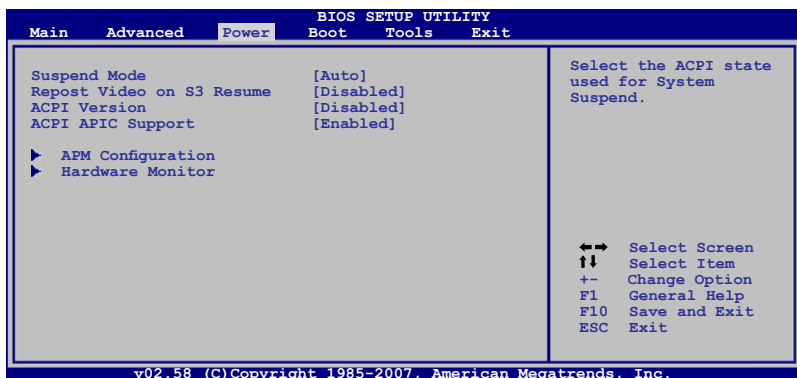 BIOS SETUP UTILITY
Main Advanced Power Boot Tools Exit
Suspend Mode [Auto]
Repost Video on S3 Resume [Disabled]
ACPI Version [Disabled]
ACPI APIC Support [Enabled]
APM Configuration
Hardware Monitor
Select the ACPI state
used for System
Suspend.
←→ Select Screen
↑↓ Select Item
+- Change Option
F1 General Help
F10 Save and Exit
ESC Exit
v02.58 (C)Copyright 1985-2007, American Megatrends, Inc.